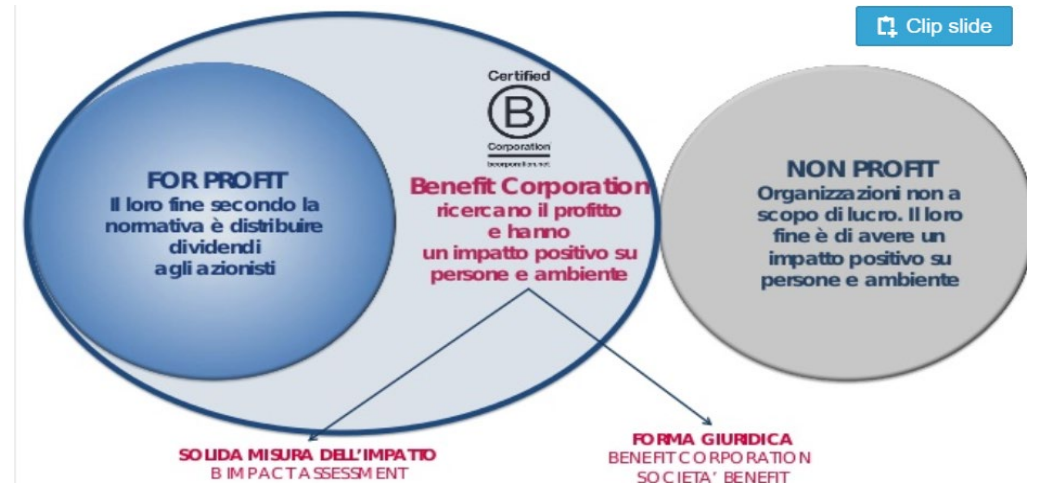 Clip slide
FOR PROFIT
Il loro fine secondo la
normativa è distribuire
dividendi
agli azionisti
Certified
B
Corporation
bcorporation.net
Benefit Corporation
ricercano il profitto
e hanno
un impatto positivo su
persone e ambiente
NON PROFIT
Organizzazioni non a
scopo di lucro. Il loro
fine è di avere un
impatto positivo su
persone e ambiente
SOLIDA MISURA DELL'IMPATTO
B IMPACT ASSESSMENT
FORMA GIURIDICA
BENEFIT CORPORATION
SOCIETA' BENEFIT